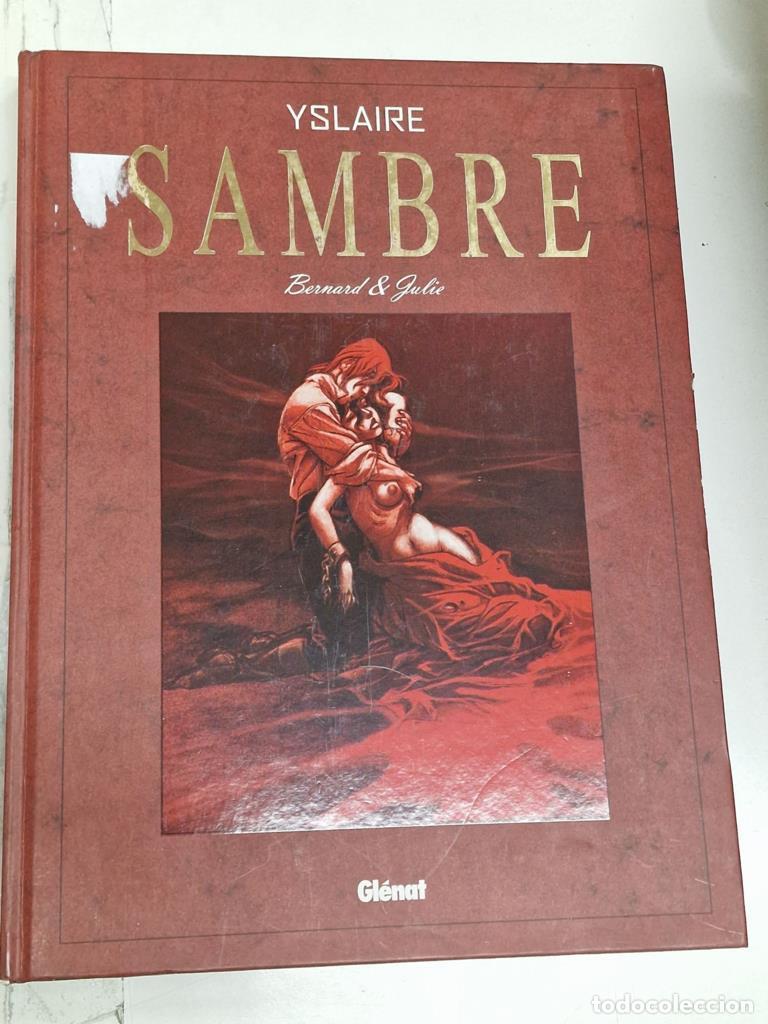 YSLAIRE
SAMBRE
Bernard & Julie
Glénat
todocoleccion